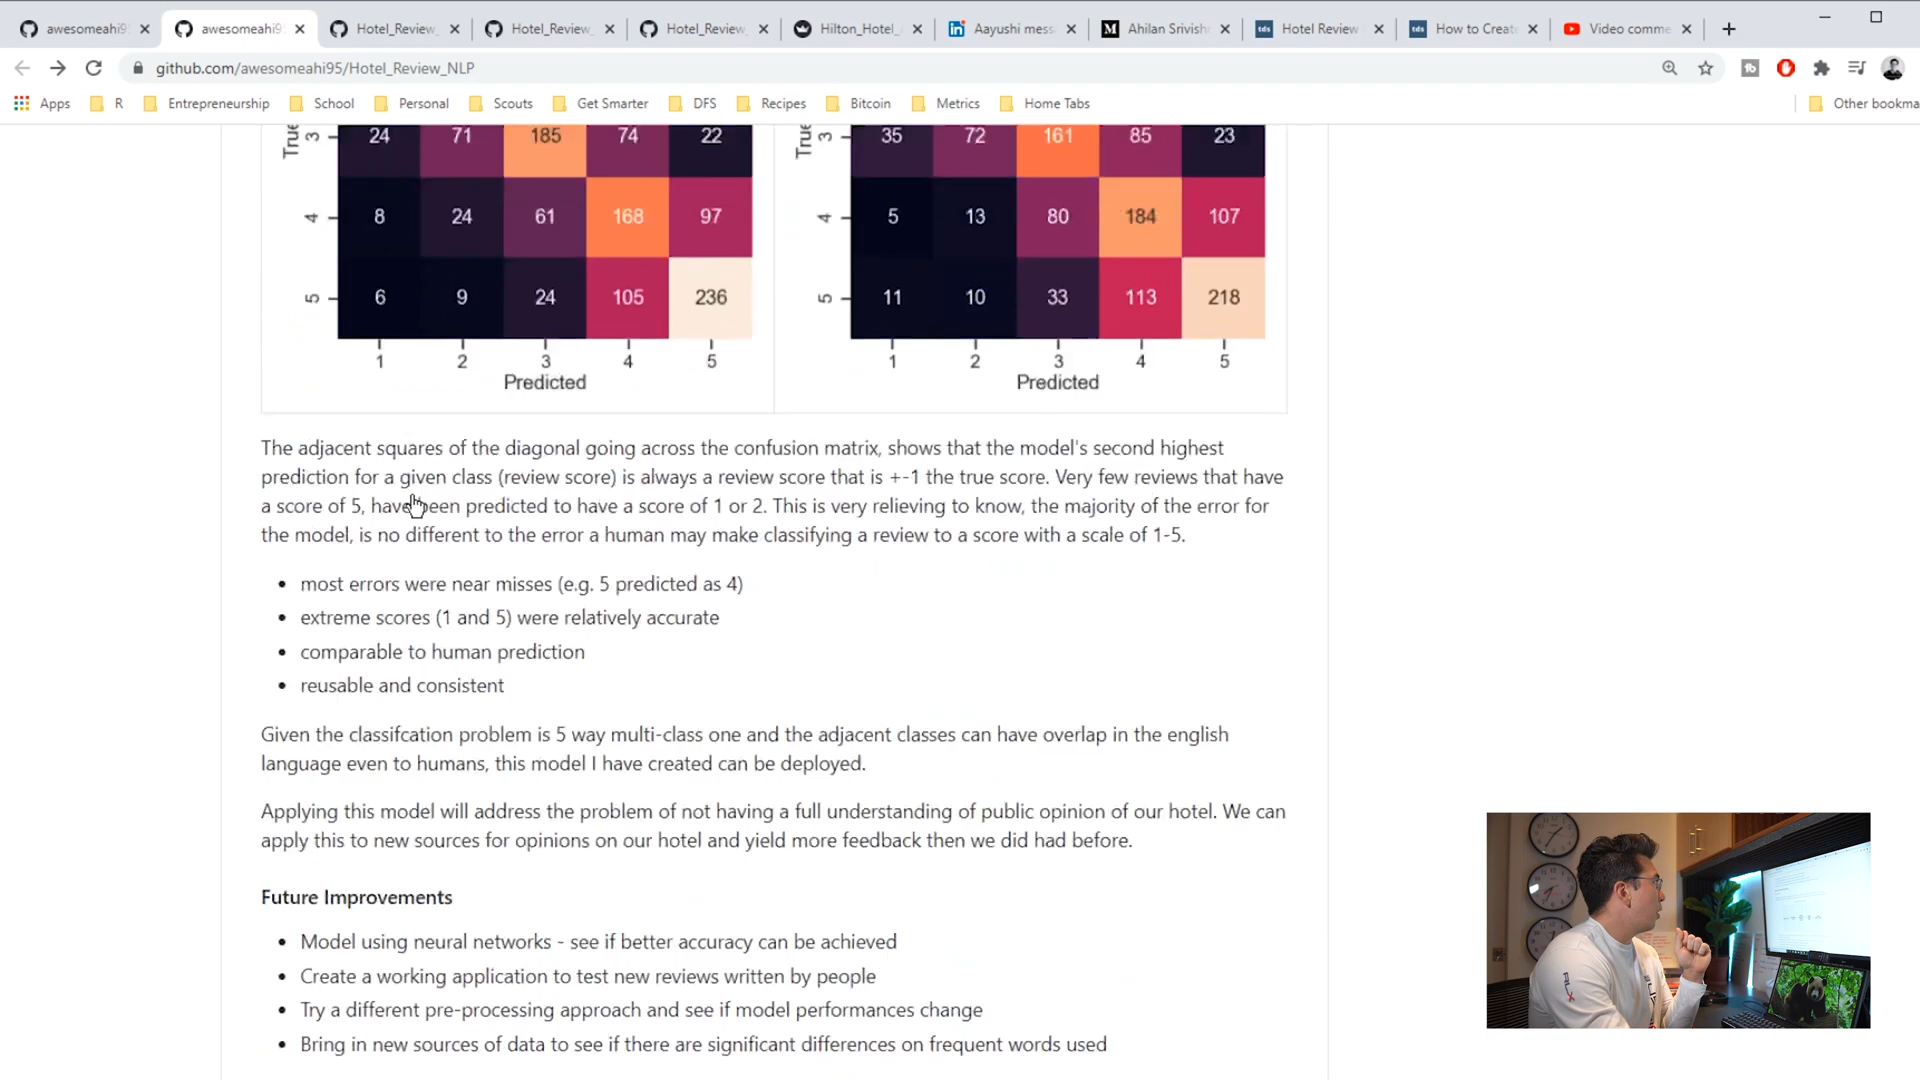 awesomeahi9
awesomeahi9
Hotel_Review_
Hotel_Review_
Hotel_Review_
Hilton_Hotel_
Aayushi mess
Ahilan Srivish
Hotel Review
How to Create
Video comme
github.com/awesomeahi95/Hotel_Review_NLP
Apps R Entrepreneurship School Personal Scouts Get Smarter DFS Recipes Bitcoin Metrics Home Tabs Other bookma
True 3 24 71 185 74 22
4 8 24 61 168 97
5 6 9 24 105 236
1 2 3 4 5
Predicted
True 3 35 72 161 85 23
4 5 13 80 184 107
5 11 10 33 113 218
1 2 3 4 5
Predicted
The adjacent squares of the diagonal going across the confusion matrix, shows that the model's second highest
prediction for a given class (review score) is always a review score that is +-1 the true score. Very few reviews that have
a score of 5, have been predicted to have a score of 1 or 2. This is very relieving to know, the majority of the error for
the model, is no different to the error a human may make classifying a review to a score with a scale of 1-5.
• most errors were near misses (e.g. 5 predicted as 4)
• extreme scores (1 and 5) were relatively accurate
• comparable to human prediction
• reusable and consistent
Given the classifcation problem is 5 way multi-class one and the adjacent classes can have overlap in the english
language even to humans, this model I have created can be deployed.
Applying this model will address the problem of not having a full understanding of public opinion of our hotel. We can
apply this to new sources for opinions on our hotel and yield more feedback then we did had before.
Future Improvements
• Model using neural networks - see if better accuracy can be achieved
• Create a working application to test new reviews written by people
• Try a different pre-processing approach and see if model performances change
• Bring in new sources of data to see if there are significant differences on frequent words used